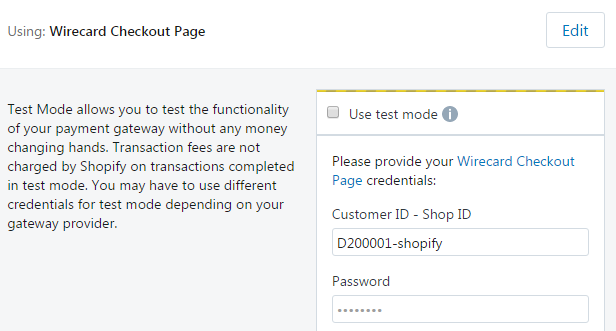 Using: Wirecard Checkout Page
Edit
Test Mode allows you to test the functionality
of your payment gateway without any money
changing hands. Transaction fees are not
charged by Shopify on transactions completed
in test mode. You may have to use different
credentials for test mode depending on your
gateway provider.
Use test mode
Please provide your Wirecard Checkout
Page credentials:
Customer ID - Shop ID
D200001-shopify
Password
••••••••